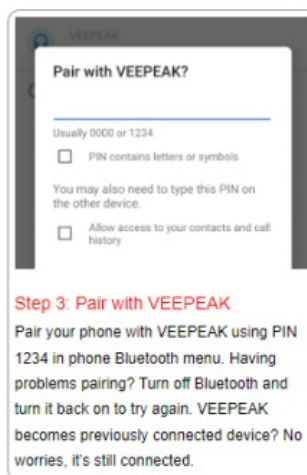 VEEPEAK
Pair with VEEPEAK?
Usually 0000 or 1234
PIN contains letters or symbols
You may also need to type this PIN on
the other device.
Allow access to your contacts and call
history
Step 3: Pair with VEEPEAK
Pair your phone with VEEPEAK using PIN
1234 in phone Bluetooth menu. Having
problems pairing? Turn off Bluetooth and
turn it back on to try again. VEEPEAK
becomes previously connected device? No
worries, it's still connected.